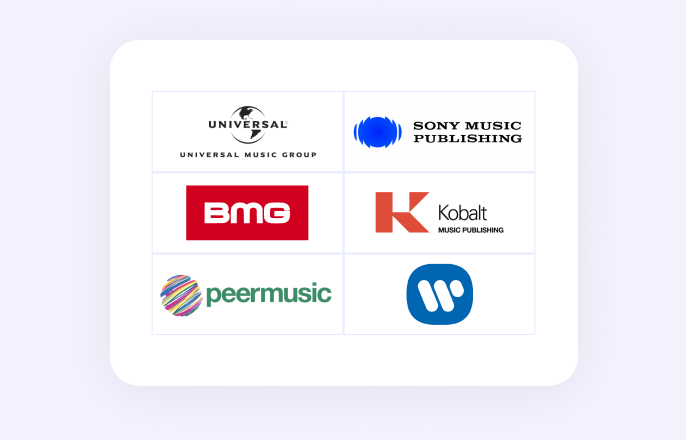 UNIVERSAL
UNIVERSAL MUSIC GROUP
SONY MUSIC
PUBLISHING
BMG
Kobalt
MUSIC PUBLISHING
peermusic